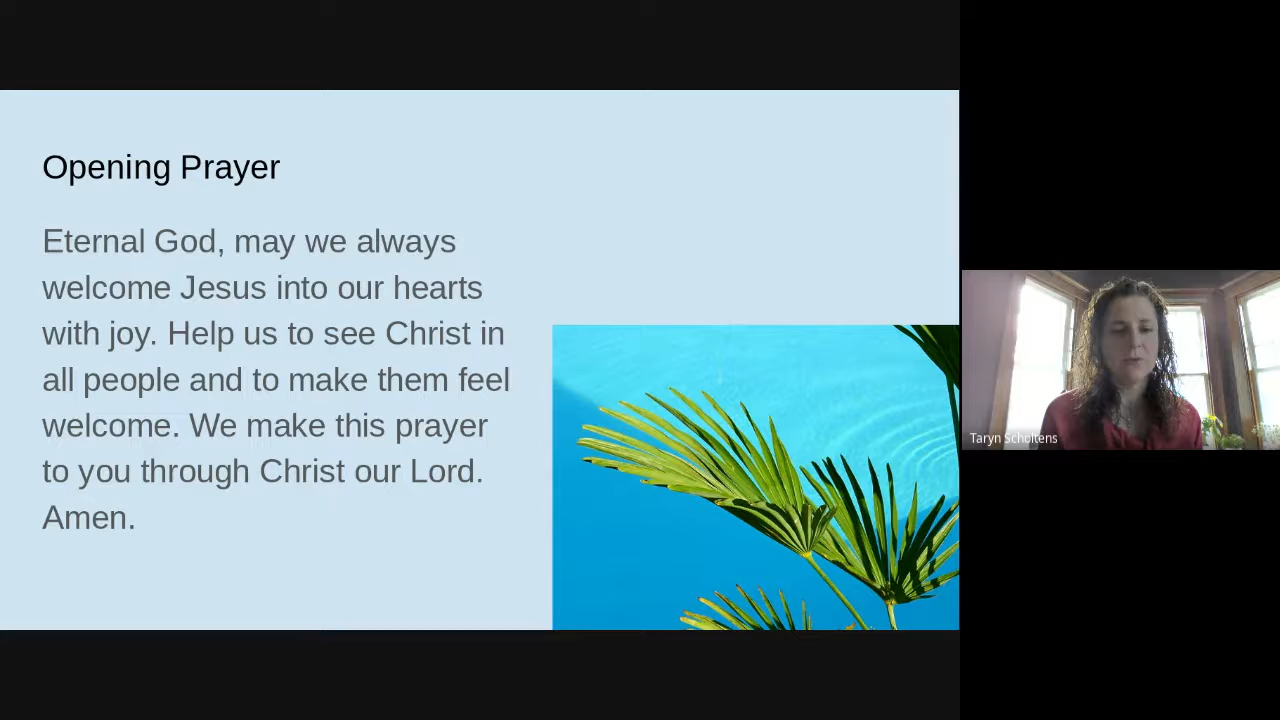 Opening Prayer
Eternal God, may we always
welcome Jesus into our hearts
with joy. Help us to see Christ in
all people and to make them feel
welcome. We make this prayer
to you through Christ our Lord.
Amen.
Taryn Scholtens